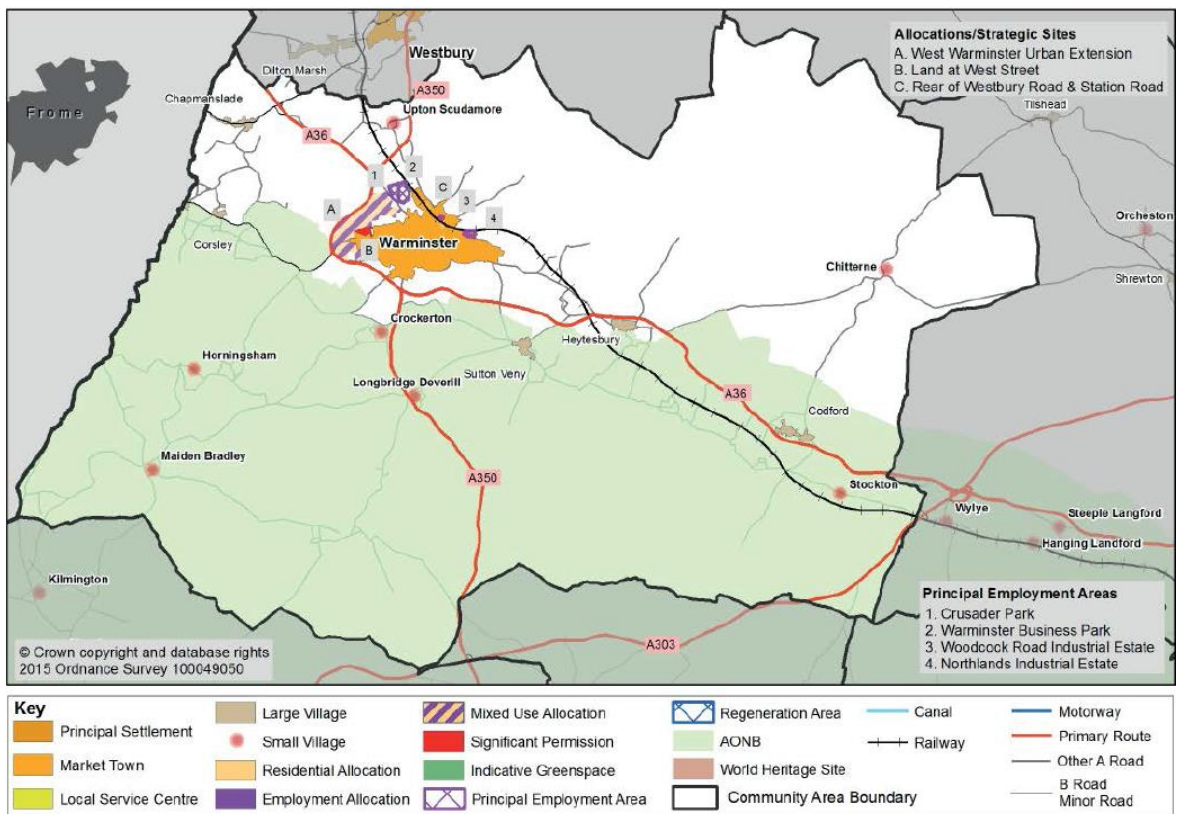 Allocations/Strategic Sites
A. West Warminster Urban Extension
B. Land at West Street
C. Rear of Westbury Road & Station Road
Westbury
Dilton Marsh
A350
Chapmanslade
Upton Scudamore
Tilshead
Frome
A36
1
2
C
3
4
A
B
Warminster
Corsley
Orcheston
Chitterne
Shrewton
Crockerton
Heytesbury
Horningsham
Sutton Veny
Longbridge Deverill
A36
Codford
Maiden Bradley
A350
Stockton
Wylye
Steeple Langford
Hanging Landford
Kilmington
Principal Employment Areas
1. Crusader Park
2. Warminster Business Park
3. Woodcock Road Industrial Estate
4. Northlands Industrial Estate
A303
© Crown copyright and database rights
2015 Ordnance Survey 100049050
Key
Principal Settlement
Market Town
Local Service Centre
Large Village
Small Village
Residential Allocation
Employment Allocation
Mixed Use Allocation
Significant Permission
Indicative Greenspace
Principal Employment Area
Regeneration Area
AONB
World Heritage Site
Community Area Boundary
Canal
Railway
Motorway
Primary Route
Other A Road
B Road
Minor Road